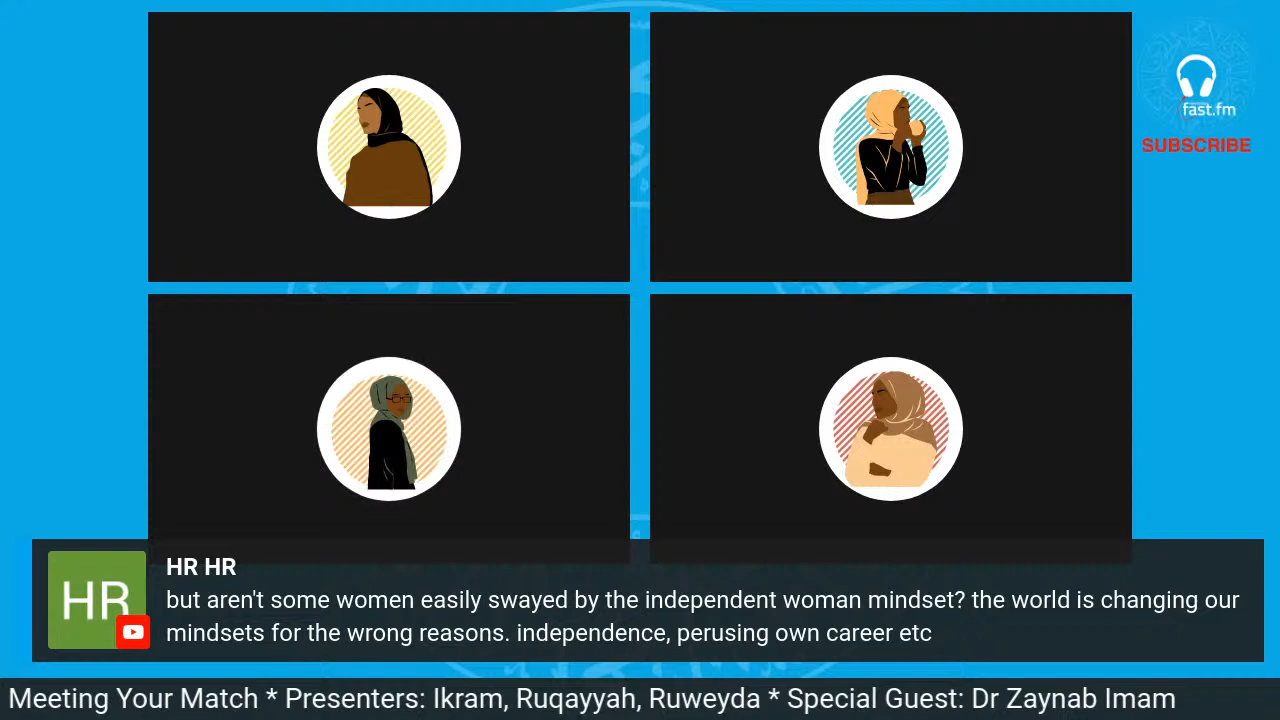 fast.fm
SUBSCRIBE
HR
HR HR
but aren't some women easily swayed by the independent woman mindset? the world is changing our
mindsets for the wrong reasons. independence, perusing own career etc
Meeting Your Match * Presenters: Ikram, Ruqayyah, Ruweyda * Special Guest: Dr Zaynab Imam